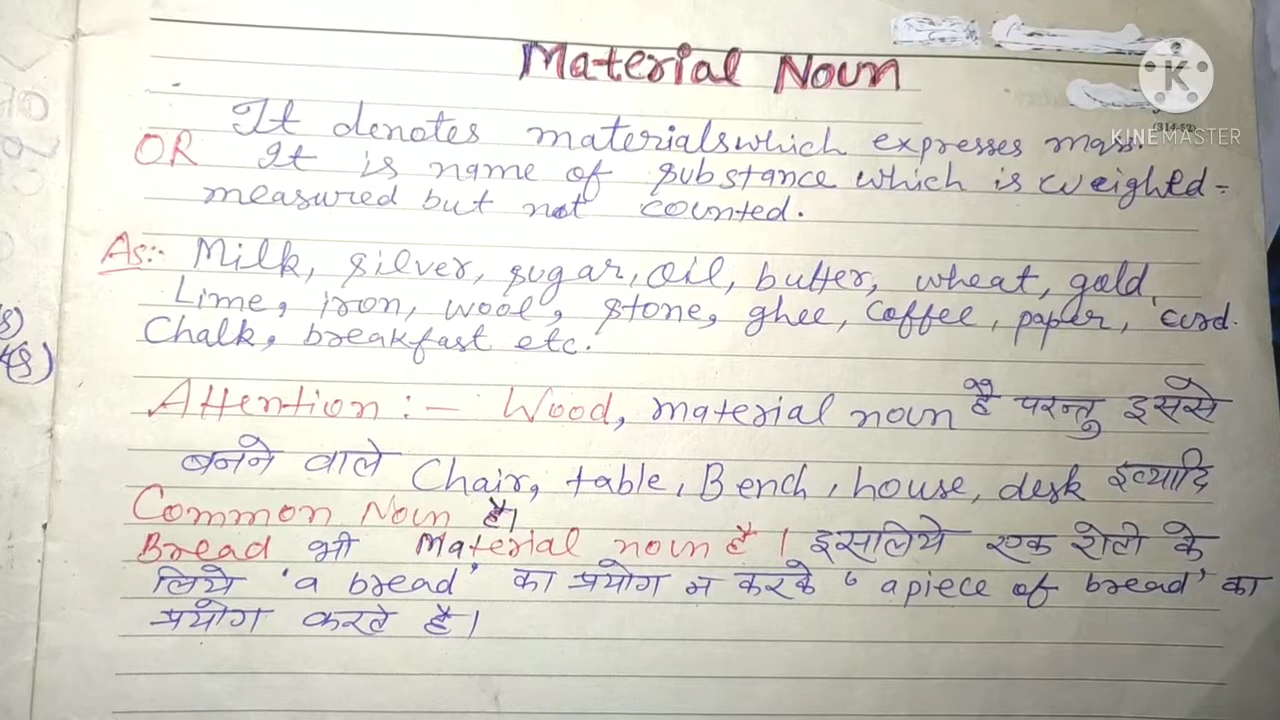 Material Noun
It denotes materials which expresses mass.
OR It is name of substance which is weighed-
measured but not counted.
As:- Milk, silver, sugar, oil, butter, wheat, gold,
Lime, iron, wool, stone, ghee, Coffee, paper, curd.
Chalk, breakfast etc.
Attention :- Wood, material noun है परन्तु इससे
बनने वाले Chair, table, Bench, house, desk इत्यादि
Common Noun है।
Bread भी Material noun है। इसलिये एक रोटी के
लिये 'a bread' का प्रयोग न करके 'a piece of bread' का
प्रयोग करते है।
K
KINEMASTER